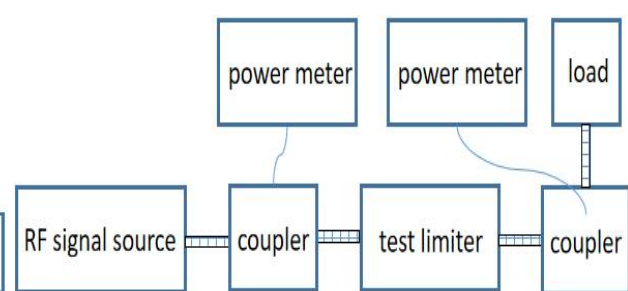 power meter
power meter
load
RF signal source
coupler
test limiter
coupler